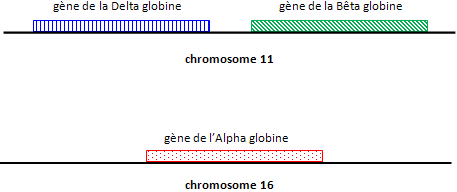 gène de la Delta globine
gène de la Bêta globine
chromosome 11
gène de l'Alpha globine
chromosome 16